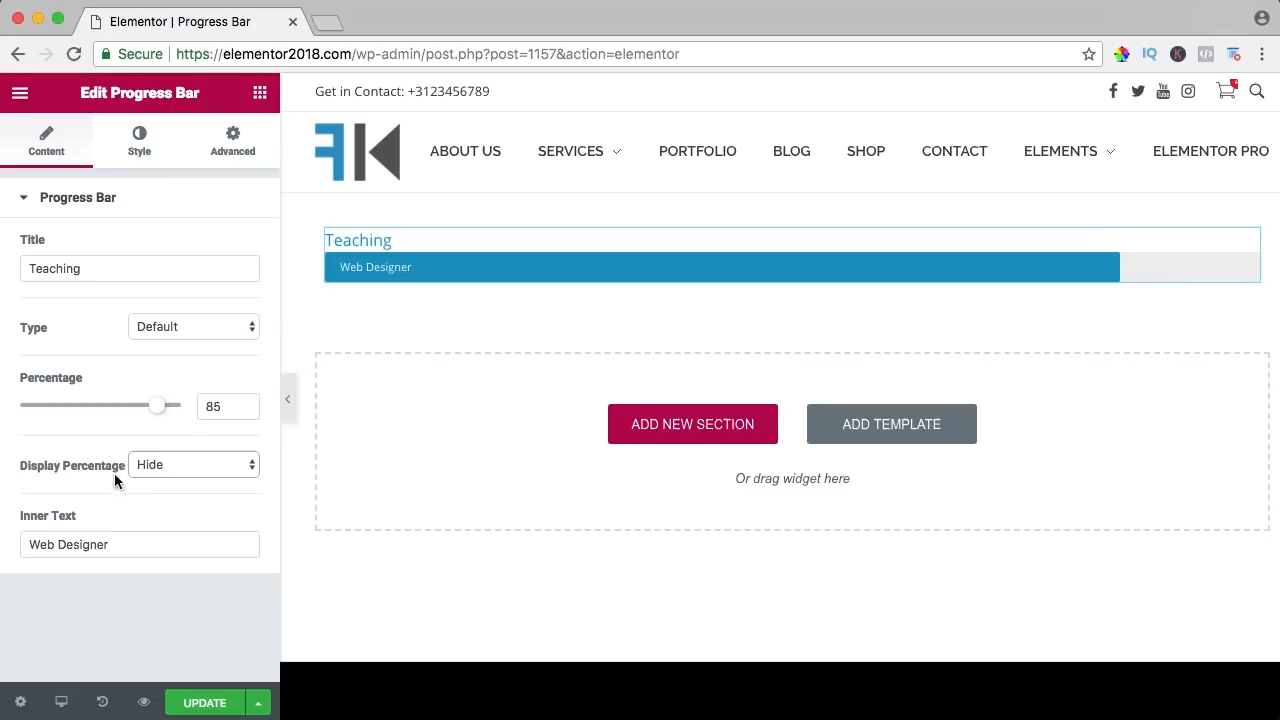 Elementor | Progress Bar
Secure
https://elementor2018.com/wp-admin/post.php?post=1157&action=elementor
Edit Progress Bar
Content
Style
Advanced
Progress Bar
Title
Teaching
Type
Default
Percentage
85
Display Percentage
Hide
Inner Text
Web Designer
UPDATE
Get in Contact: +3123456789
FK
ABOUT US
SERVICES
PORTFOLIO
BLOG
SHOP
CONTACT
ELEMENTS
ELEMENTOR PRO
Teaching
Web Designer
ADD NEW SECTION
ADD TEMPLATE
Or drag widget here